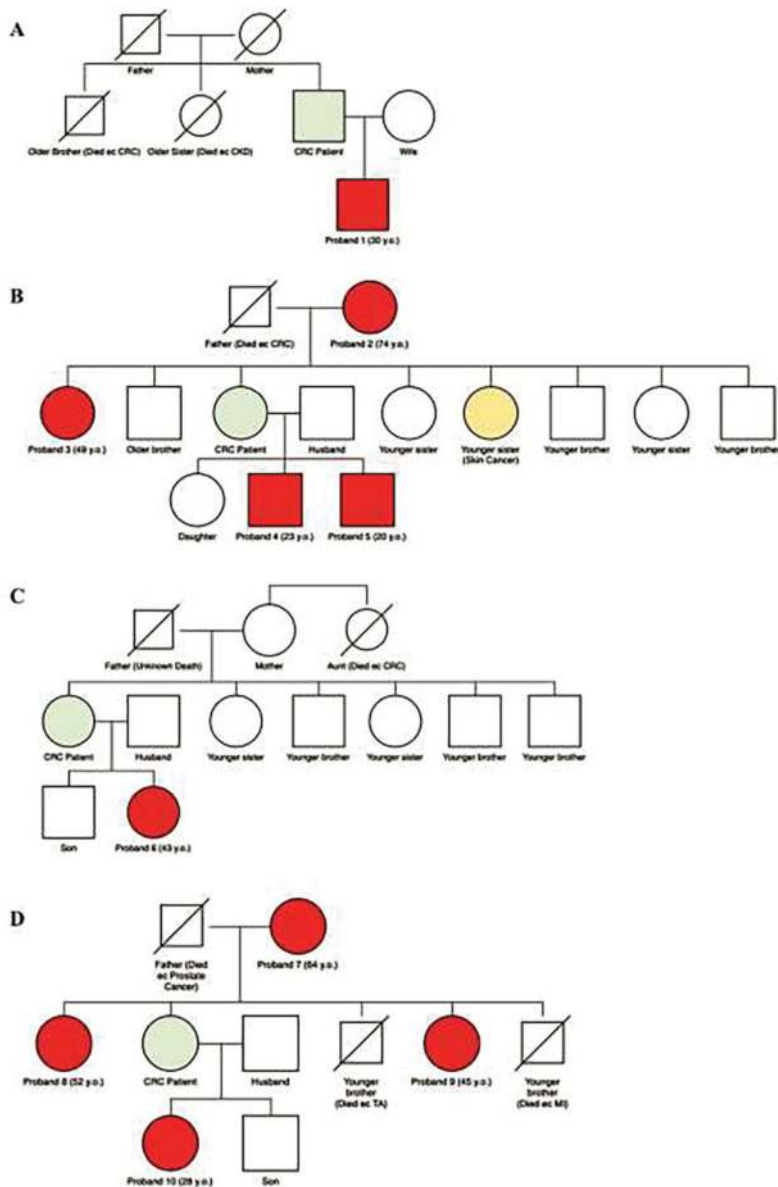 A
Father
Mother
Older Brother (Died ec CRC)
Older Sister (Died ec CKD)
CRC Patient
Wife
Proband 1 (30 y.o.)
B
Father (Died ec CRC)
Proband 2 (74 y.o.)
Proband 3 (49 y.o.)
Older brother
CRC Patient
Husband
Younger sister
Younger sister
(Skin Cancer)
Younger brother
Younger sister
Younger brother
Daughter
Proband 4 (23 y.o.)
Proband 5 (20 y.o.)
C
Father (Unknown Death)
Mother
Aunt (Died ec CRC)
CRC Patient
Husband
Younger sister
Younger brother
Younger sister
Younger brother
Younger brother
Son
Proband 6 (43 y.o.)
D
Father (Died
ec Prostate
Cancer)
Proband 7 (64 y.o.)
Proband 8 (52 y.o.)
CRC Patient
Husband
Younger
brother
(Died ec TA)
Proband 9 (45 y.o.)
Younger
brother
(Died ec MI)
Proband 10 (28 y.o.)
Son